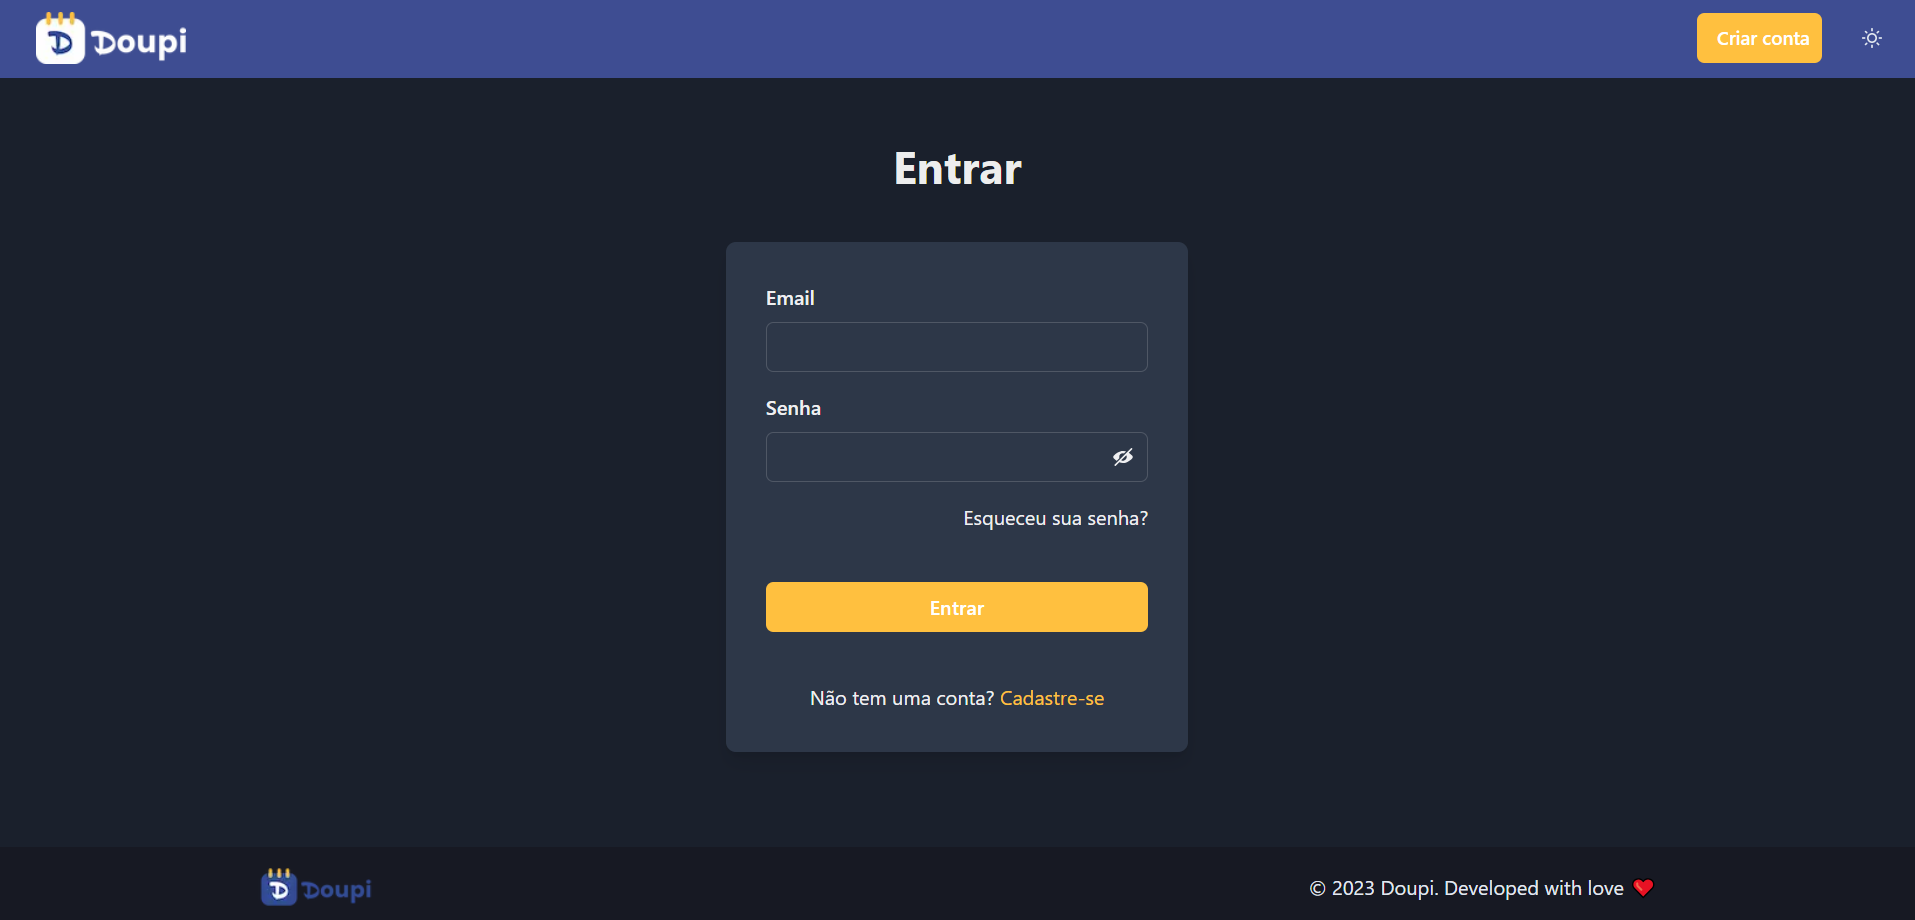 D Doupi
Criar conta
Entrar
Email
Senha
Esqueceu sua senha?
Entrar
Não tem uma conta? Cadastre-se
D Doupi
© 2023 Doupi. Developed with love ❤️